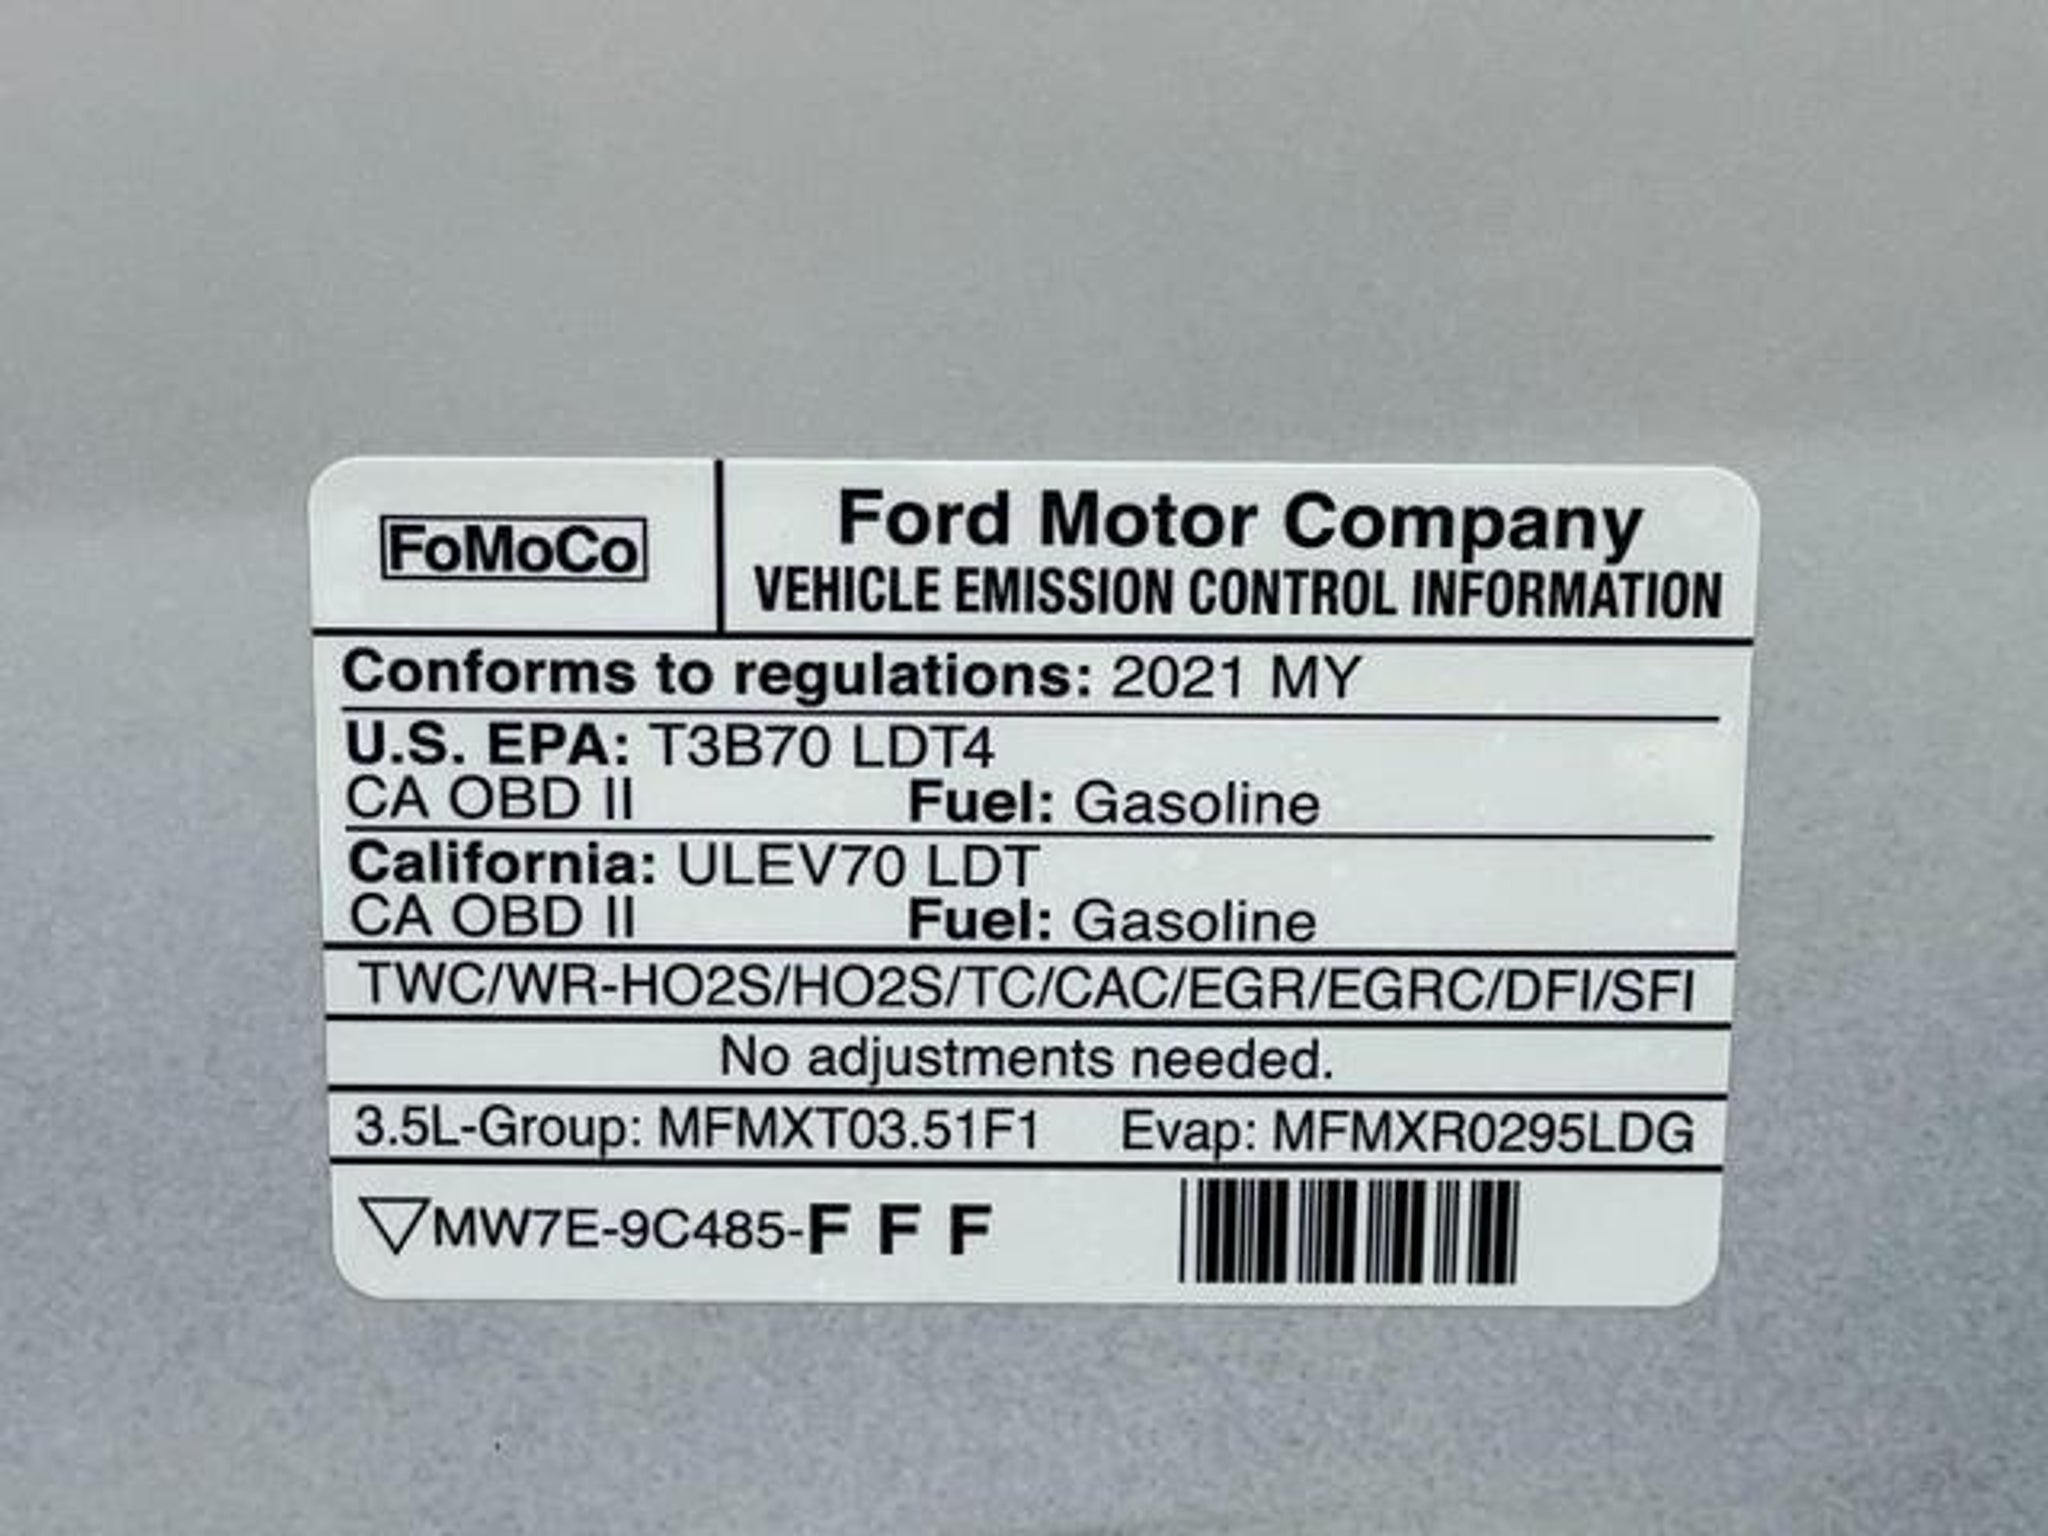 FoMoCo
Ford Motor Company
VEHICLE EMISSION CONTROL INFORMATION
Conforms to regulations: 2021 MY
U.S. EPA: T3B70 LDT4
CA OBD II Fuel: Gasoline
California: ULEV70 LDT
CA OBD II Fuel: Gasoline
TWC/WR-HO2S/HO2S/TC/CAC/EGR/EGRC/DFI/SFI
No adjustments needed.
3.5L-Group: MFMXT03.51F1 Evap: MFMXR0295LDG
MW7E-9C485-F F F